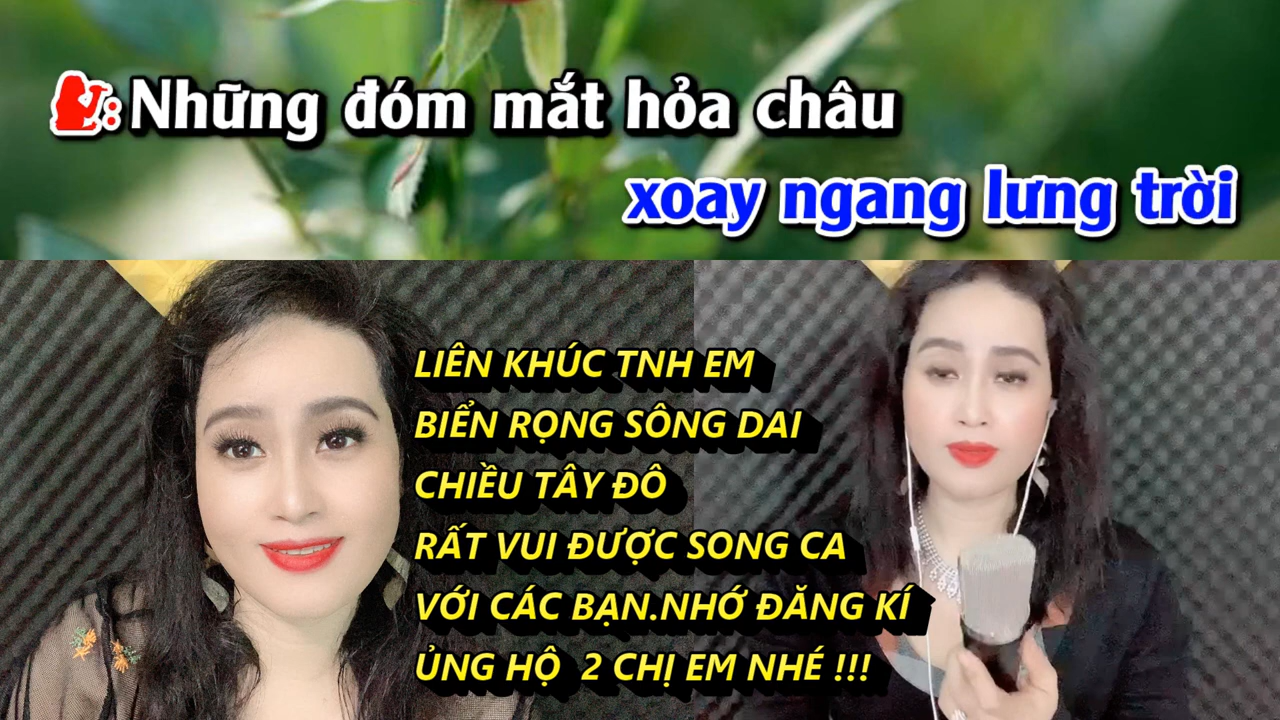 : Những đóm mắt hỏa châu
xoay ngang lưng trời
LIÊN KHÚC TNH EM
BIỂN RỌNG SÔNG DAI
CHIỀU TÂY ĐÔ
RẤT VUI ĐƯỢC SONG CA
VỚI CÁC BẠN.NHỚ ĐĂNG KÍ
ỦNG HỘ 2 CHỊ EM NHÉ !!!